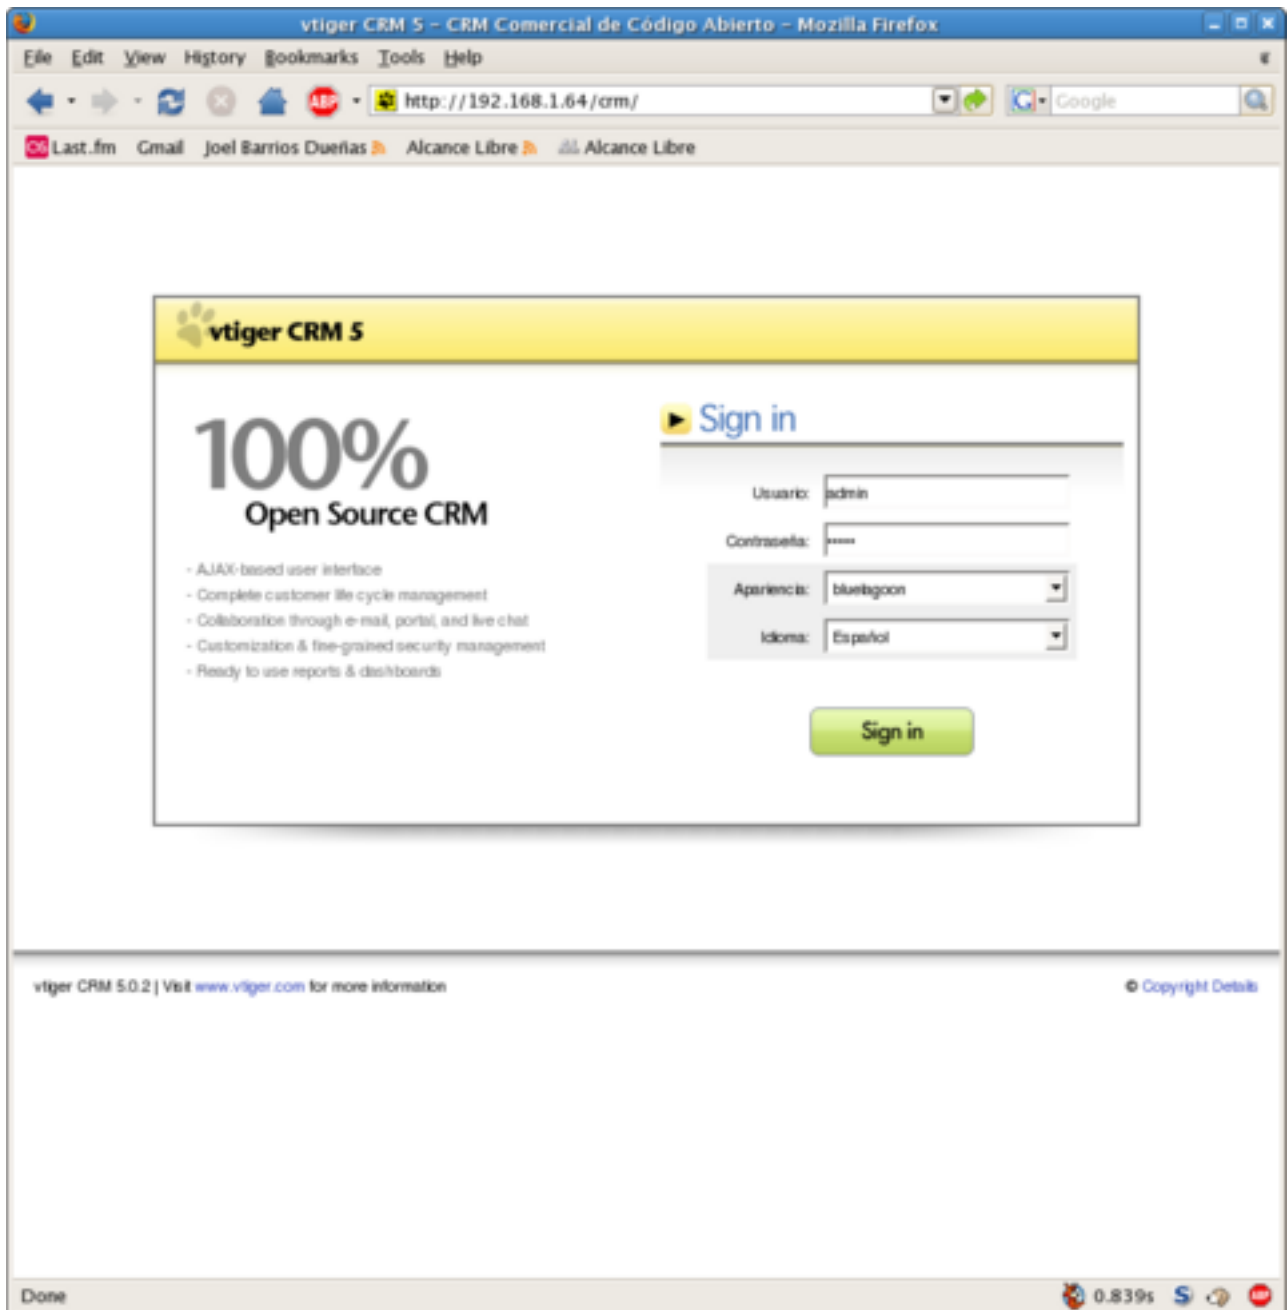 vtiger CRM 5 – CRM Comercial de Código Abierto – Mozilla Firefox
File Edit View History Bookmarks Tools Help
ABP http://192.168.1.64/crm/ G Google
Last.fm Gmail Joel Barrios Dueñas Alcance Libre Alcance Libre
vtiger CRM 5
100%
Open Source CRM
- AJAX-based user interface
- Complete customer life cycle management
- Collaboration through e-mail, portal, and live chat
- Customization & fine-grained security management
- Ready to use reports & dashboards
Sign in
Usuario: admin
Contraseña: •••••
Apariencia: bluelagoon
Idioma: Español
Sign in
vtiger CRM 5.0.2 | Visit www.vtiger.com for more information
© Copyright Details
Done 0.839s S ABP